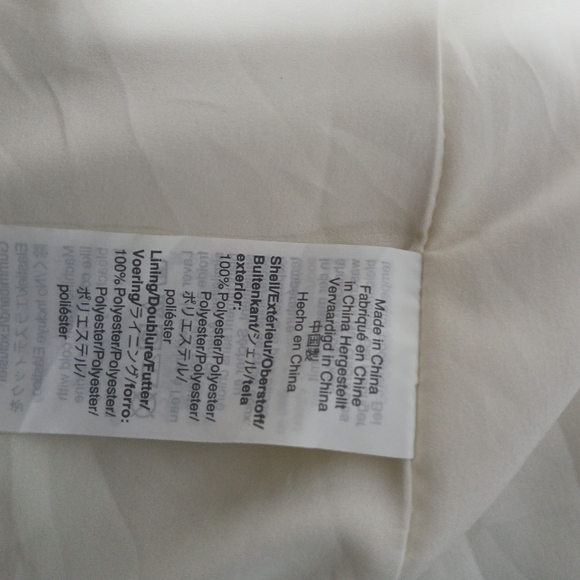 Made in China
Fabriqué en Chine
in China Hergestellt
Vervaardigd in China
中国製
Hecho en China
Shell/Extérieur/Oberstoff/
Buitenkant/シェル/tela
exterior:
100% Polyester/Polyester/
Polyester/Polyester/
ポリエステル/
poliéster
Lining/Doublure/Futter/
Voering/ライニング/forro:
100% Polyester/Polyester/
Polyester/Polyester/
ポリエステル/
poliéster